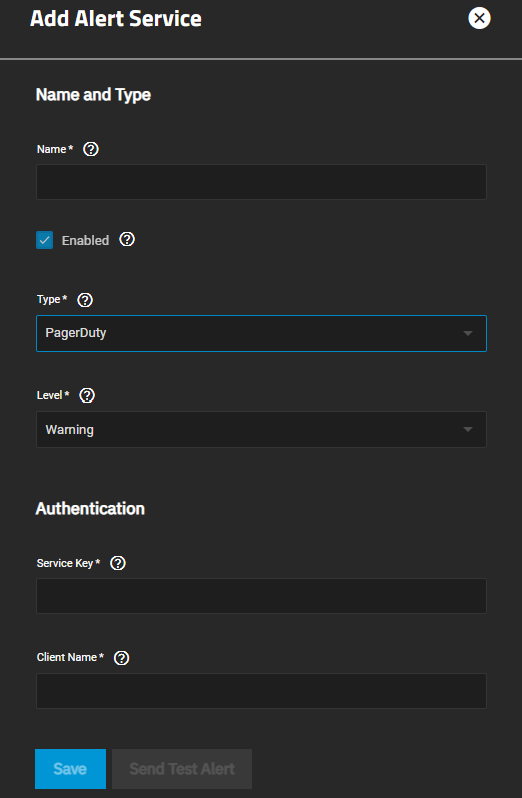 Add Alert Service
Name and Type
Name *
Enabled
Type *
PagerDuty
Level *
Warning
Authentication
Service Key *
Client Name *
Save
Send Test Alert